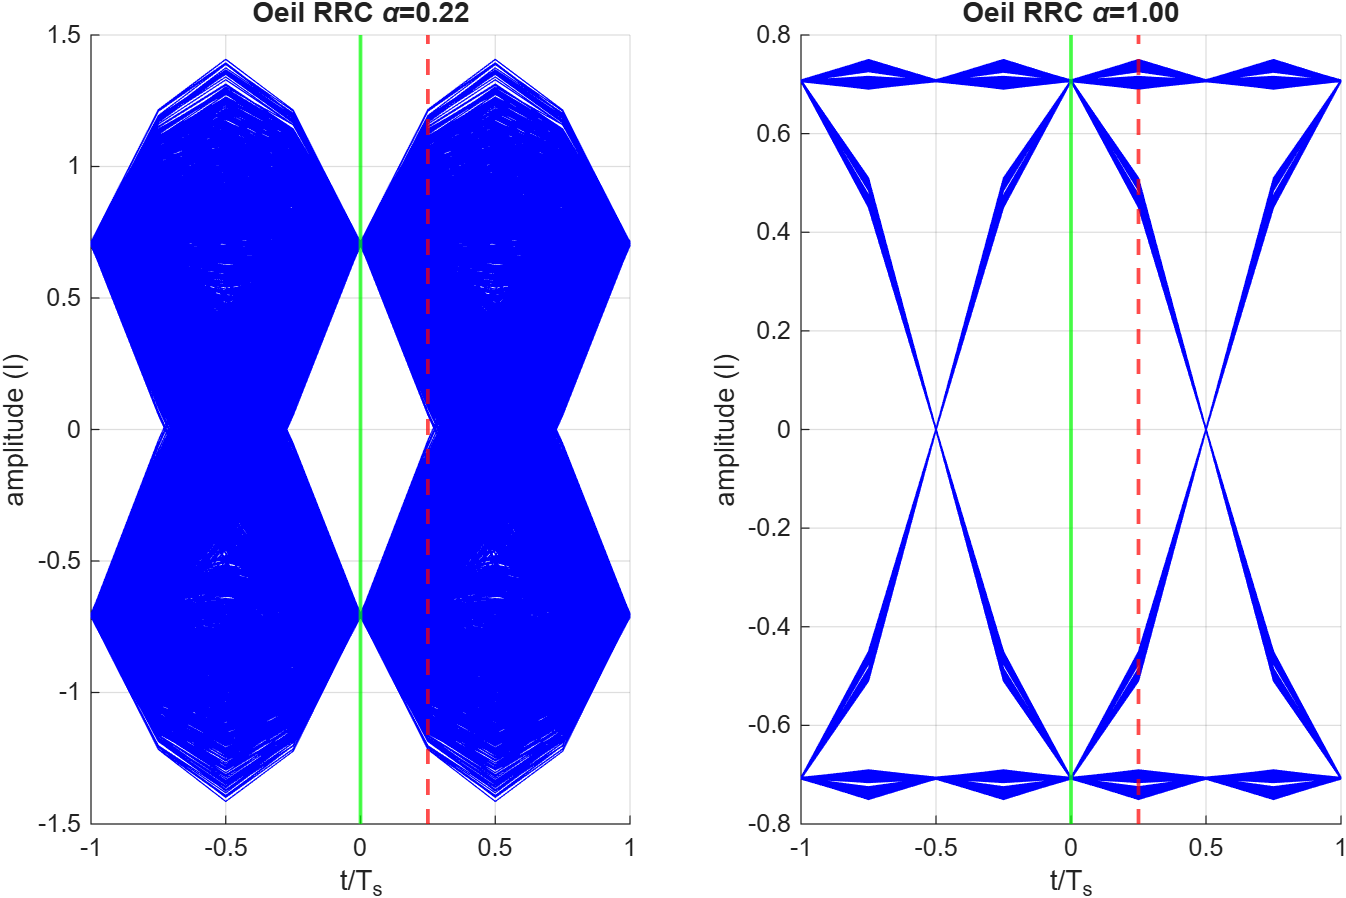 Oeil RRC α=0.22
1.5
1
0.5
0
-0.5
-1
-1.5
amplitude (I)
-1 -0.5 0 0.5 1
t/Ts
Oeil RRC α=1.00
0.8
0.6
0.4
0.2
0
-0.2
-0.4
-0.6
-0.8
amplitude (I)
-1 -0.5 0 0.5 1
t/Ts